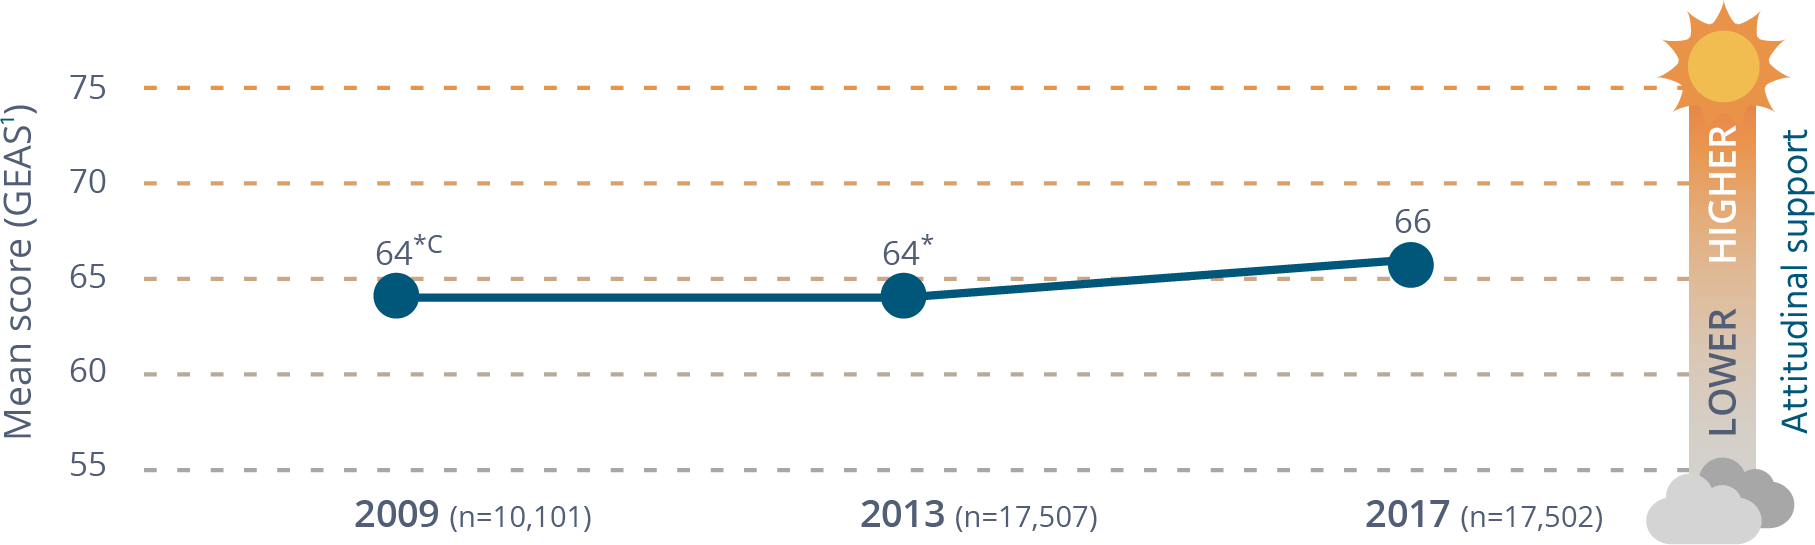 Mean score (GEAS¹)
75
70
65
60
55
64*C
64*
66
2009 (n=10,101)
2013 (n=17,507)
2017 (n=17,502)
HIGHER
LOWER
Attitudinal support